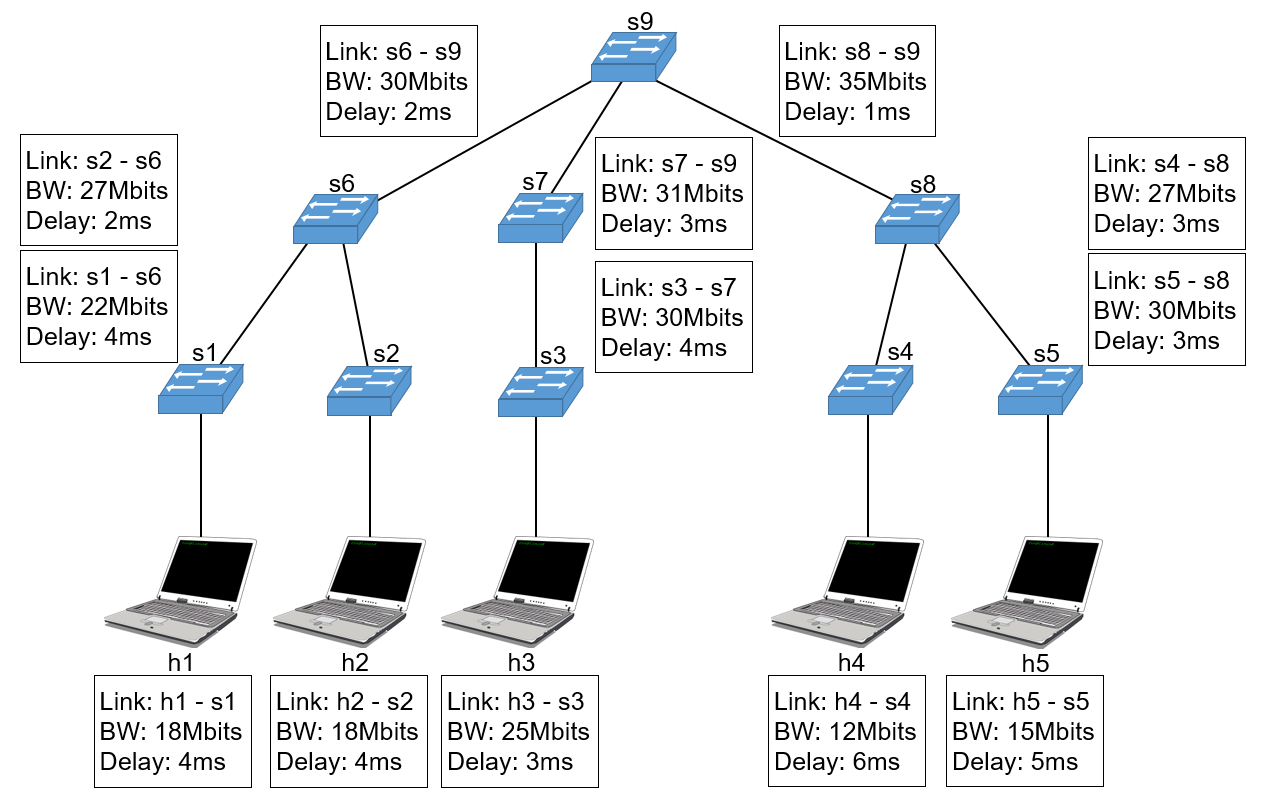 s9
Link: s6 - s9
BW: 30Mbits
Delay: 2ms
Link: s8 - s9
BW: 35Mbits
Delay: 1ms
Link: s2 - s6
BW: 27Mbits
Delay: 2ms
s6
s7
Link: s7 - s9
BW: 31Mbits
Delay: 3ms
s8
Link: s4 - s8
BW: 27Mbits
Delay: 3ms
Link: s1 - s6
BW: 22Mbits
Delay: 4ms
Link: s3 - s7
BW: 30Mbits
Delay: 4ms
Link: s5 - s8
BW: 30Mbits
Delay: 3ms
s1
s2
s3
s4
s5
h1
h2
h3
h4
h5
Link: h1 - s1
BW: 18Mbits
Delay: 4ms
Link: h2 - s2
BW: 18Mbits
Delay: 4ms
Link: h3 - s3
BW: 25Mbits
Delay: 3ms
Link: h4 - s4
BW: 12Mbits
Delay: 6ms
Link: h5 - s5
BW: 15Mbits
Delay: 5ms